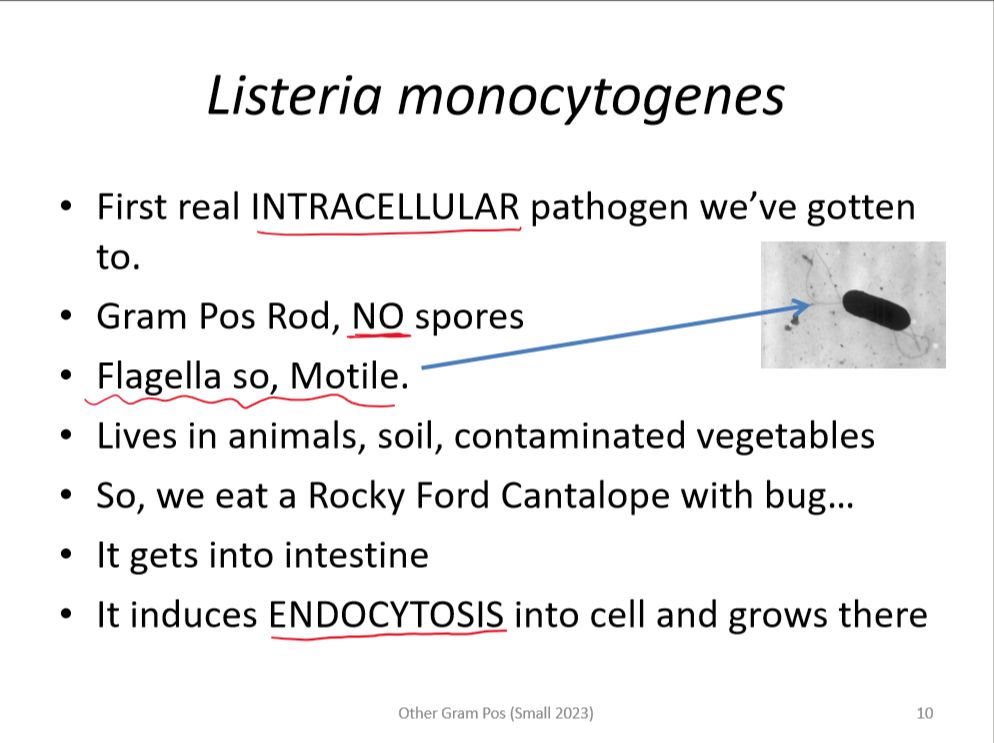 Listeria monocytogenes
• First real INTRACELLULAR pathogen we’ve gotten
to.
• Gram Pos Rod, NO spores
• Flagella so, Motile.
• Lives in animals, soil, contaminated vegetables
• So, we eat a Rocky Ford Cantalope with bug…
• It gets into intestine
• It induces ENDOCYTOSIS into cell and grows there
Other Gram Pos (Small 2023)
10